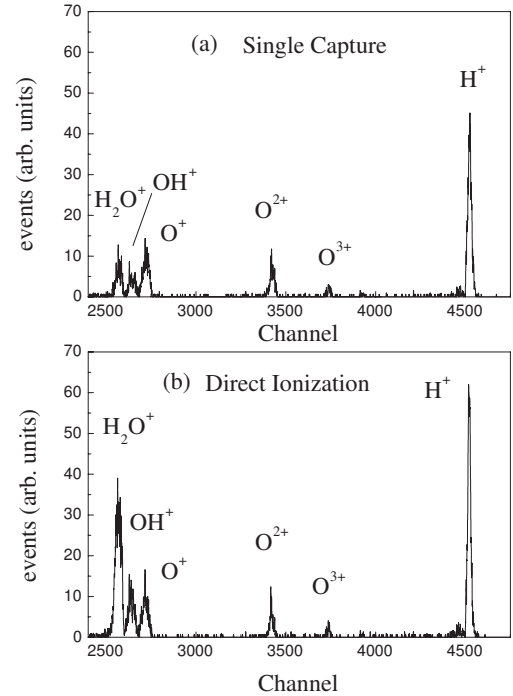 70
60
50
40
30
20
10
0
events (arb. units)
(a) Single Capture
H⁺
H₂O⁺
OH⁺
O⁺
O²⁺
O³⁺
2500 3000 3500 4000 4500
Channel
70
60
50
40
30
20
10
0
events (arb. units)
(b) Direct Ionization
H⁺
H₂O⁺
OH⁺
O⁺
O²⁺
O³⁺
2500 3000 3500 4000 4500
Channel